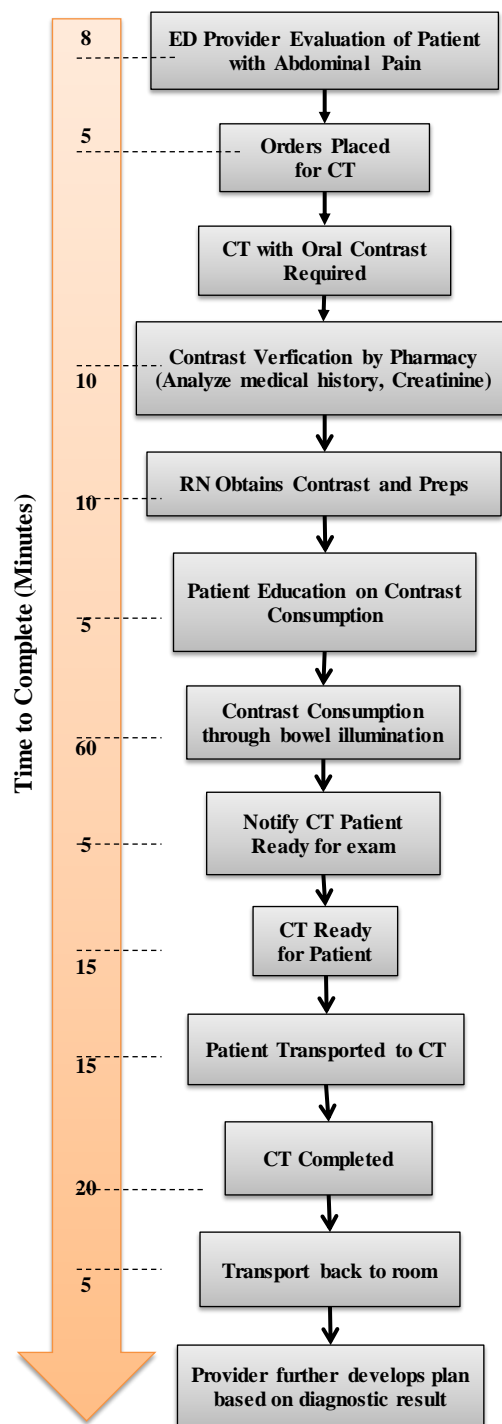 8
ED Provider Evaluation of Patient
with Abdominal Pain
5
Orders Placed
for CT
CT with Oral Contrast
Required
10
Contrast Verfication by Pharmacy
(Analyze medical history, Creatinine)
10
RN Obtains Contrast and Preps
Time to Complete (Minutes)
5
Patient Education on Contrast
Consumption
60
Contrast Consumption
through bowel illumination
5
Notify CT Patient
Ready for exam
15
CT Ready
for Patient
15
Patient Transported to CT
20
CT Completed
5
Transport back to room
Provider further develops plan
based on diagnostic result